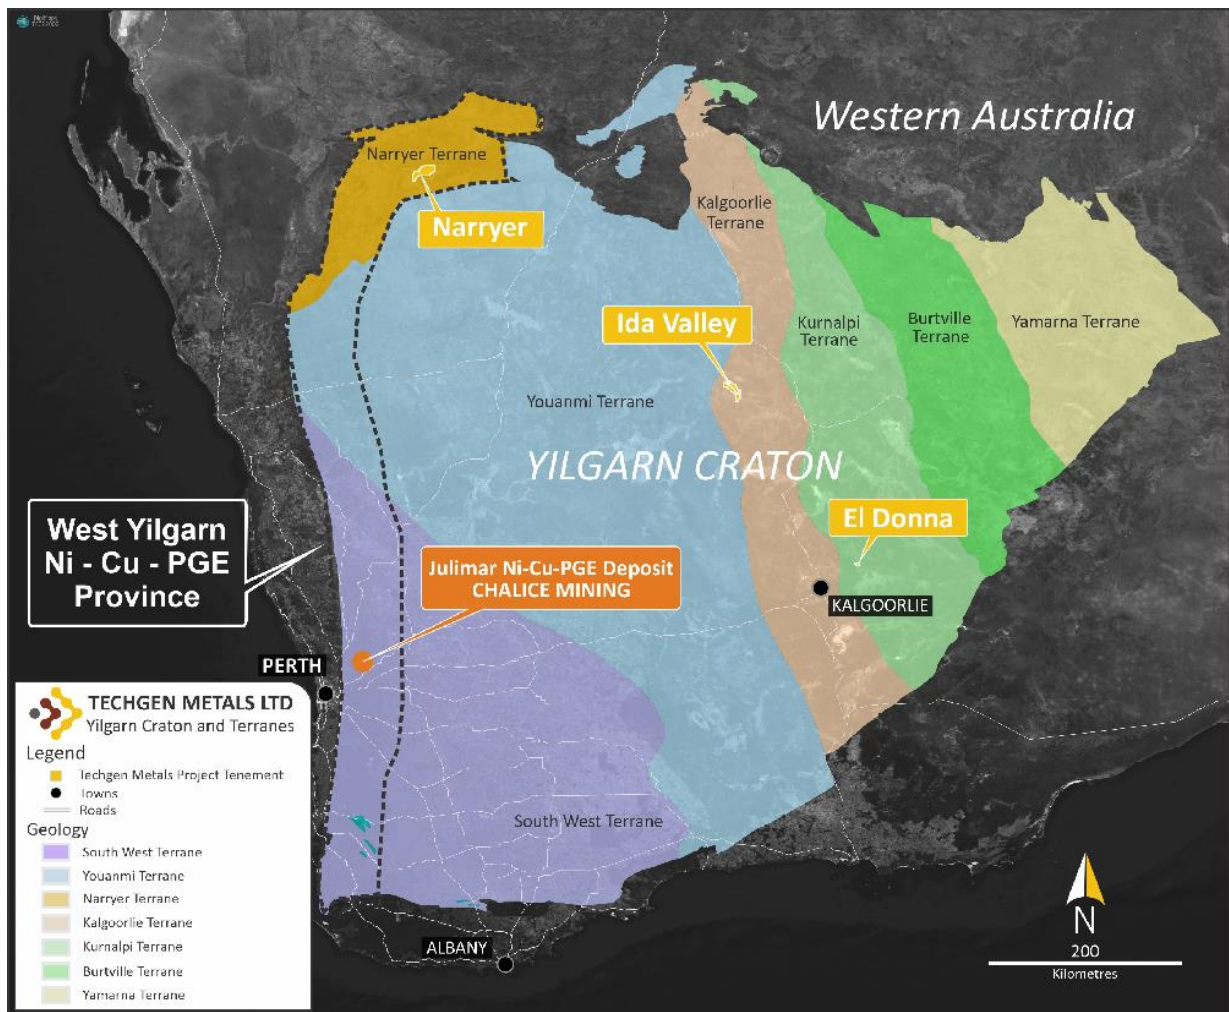 Western Australia
Narryer Terrane
Narryer
Kalgoorlie
Terrane
Ida Valley
Kurnalpi
Terrane
Burtville
Terrane
Yamarna Terrane
Youanmi Terrane
YILGARN CRATON
West Yilgarn
Ni - Cu - PGE
Province
El Donna
Julimar Ni-Cu-PGE Deposit
CHALICE MINING
KALGOORLIE
PERTH
South West Terrane
ALBANY
TECHGEN METALS LTD
Yilgarn Craton and Terranes
Legend
Techgen Metals Project Tenement
Towns
Roads
Geology
South West Terrane
Youanmi Terrane
Narryer Terrane
Kalgoorlie Terrane
Kurnalpi Terrane
Burtville Terrane
Yamarna Terrane
N
200
Kilometres